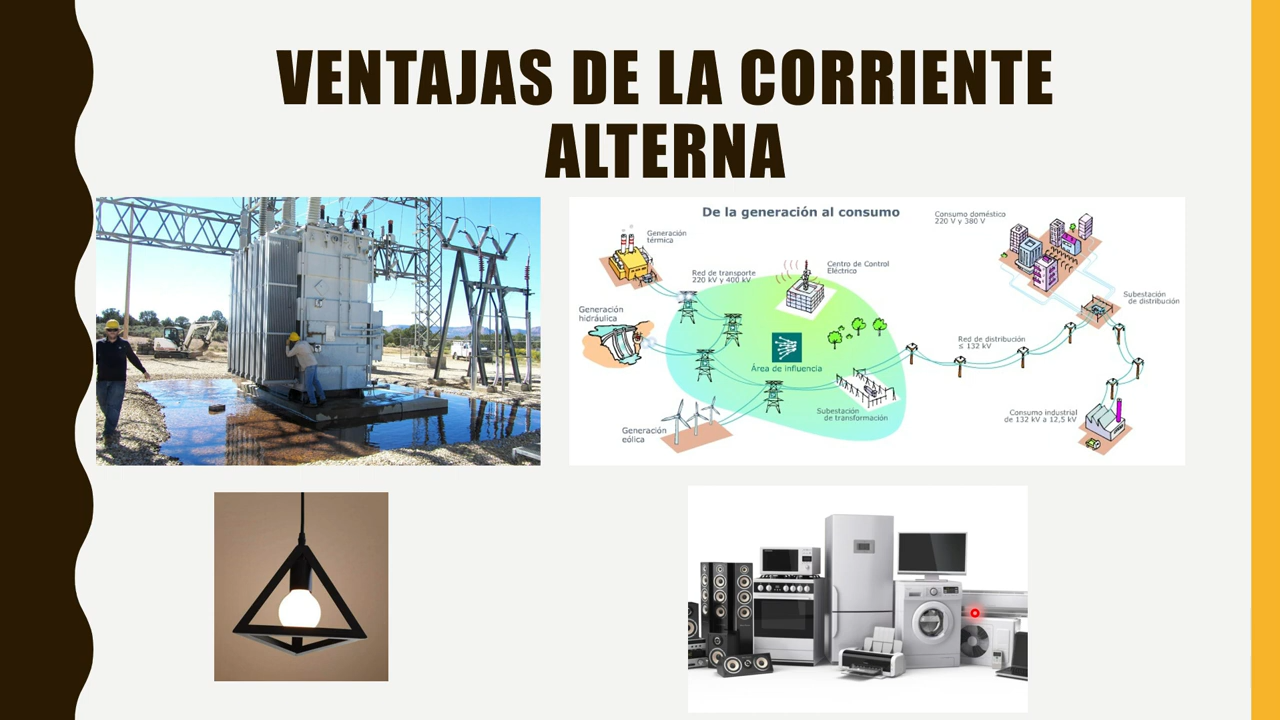 VENTAJAS DE LA CORRIENTE
ALTERNA
De la generación al consumo
Consumo doméstico
220 V y 380 V
Generación
térmica
Centro de Control
Eléctrico
Red de transporte
220 kV y 400 kV
Subestación
de distribución
Generación
hidráulica
Red de distribución
≤ 132 kV
Área de influencia
Subestación
de transformación
Consumo industrial
de 132 kV a 12,5 kV
Generación
eólica